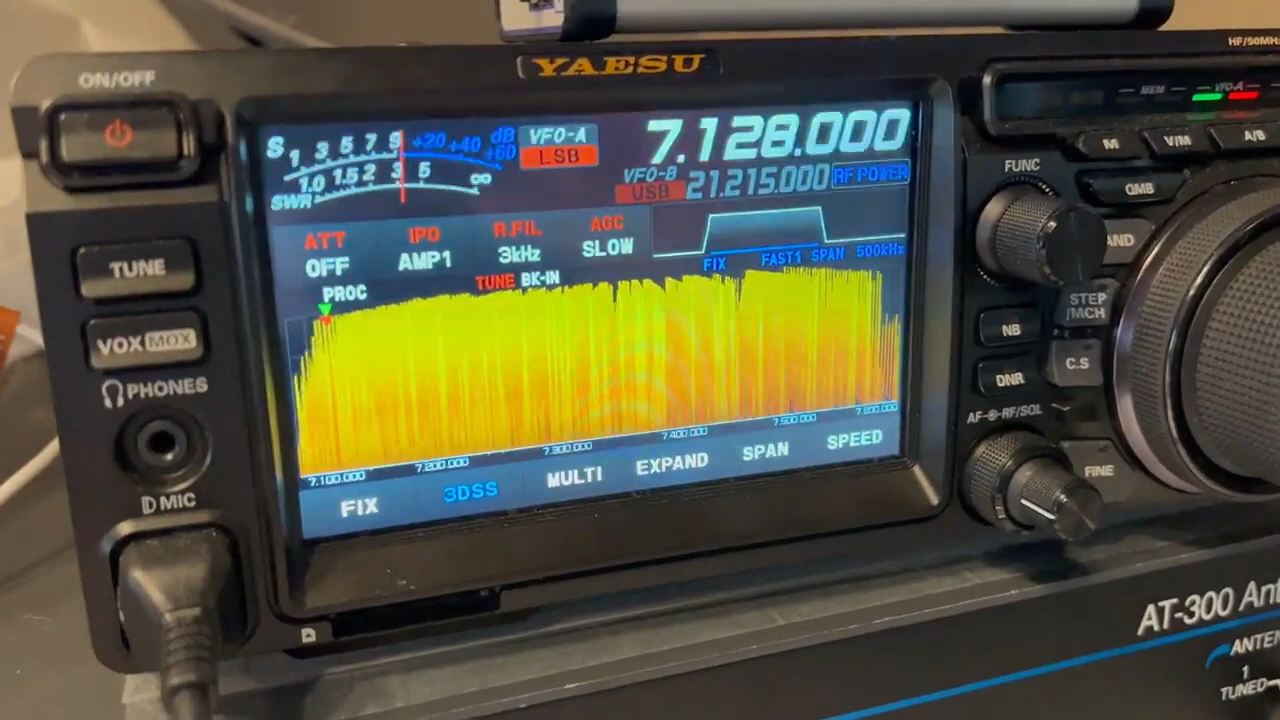 ON/OFF
YAESU
HF/50MHz
S 1 3 5 7 9 +20 +40 +60 dB
1.0 1.5 2 3 5 ∞
SWR
VFO-A
LSB
7.128.000
VFO-B
USB
21.215.000
RF POWER
ATT
OFF
IPO
AMP1
R.FIL
3kHz
AGC
SLOW
FIX FAST1 SPAN 500kHz
PROC
TUNE BK-IN
7.100.000 7.200.000 7.300.000 7.400.000 7.500.000 7.600.000
FIX 3DSS MULTI EXPAND SPAN SPEED
TUNE
VOX MOX
PHONES
MIC
MEM VFO-A
M V/M A/B
FUNC
QMB
AND
STEP
/MCH
NB
C.S
DNR
AF RF/SQL
FINE
AT-300 Ant
ANTEN
1
TUNED